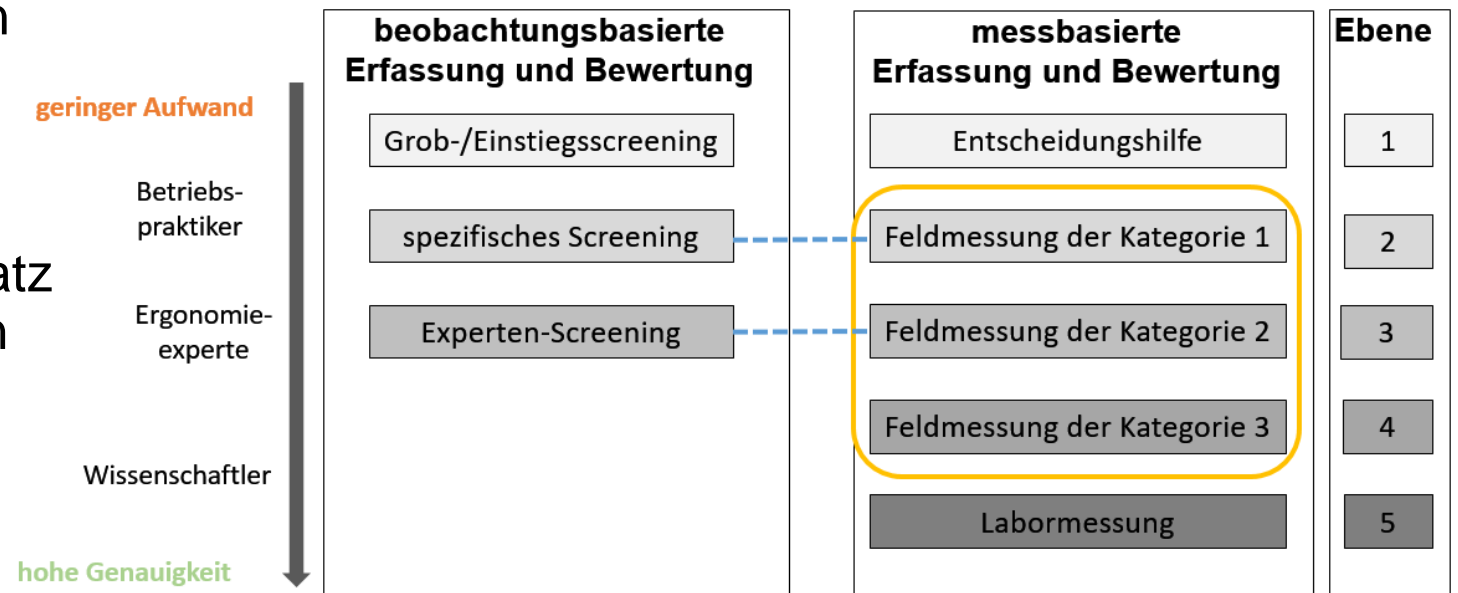 n
geringer Aufwand
Betriebs-
praktiker
atz
Ergonomie-
n
experte
Wissenschaftler
hohe Genauigkeit
beobachtungsbasierte
Erfassung und Bewertung
Grob-/Einstiegsscreening
spezifisches Screening
Experten-Screening
messbasierte
Erfassung und Bewertung
Entscheidungshilfe
Feldmessung der Kategorie 1
Feldmessung der Kategorie 2
Feldmessung der Kategorie 3
Labormessung
Ebene
1
2
3
4
5